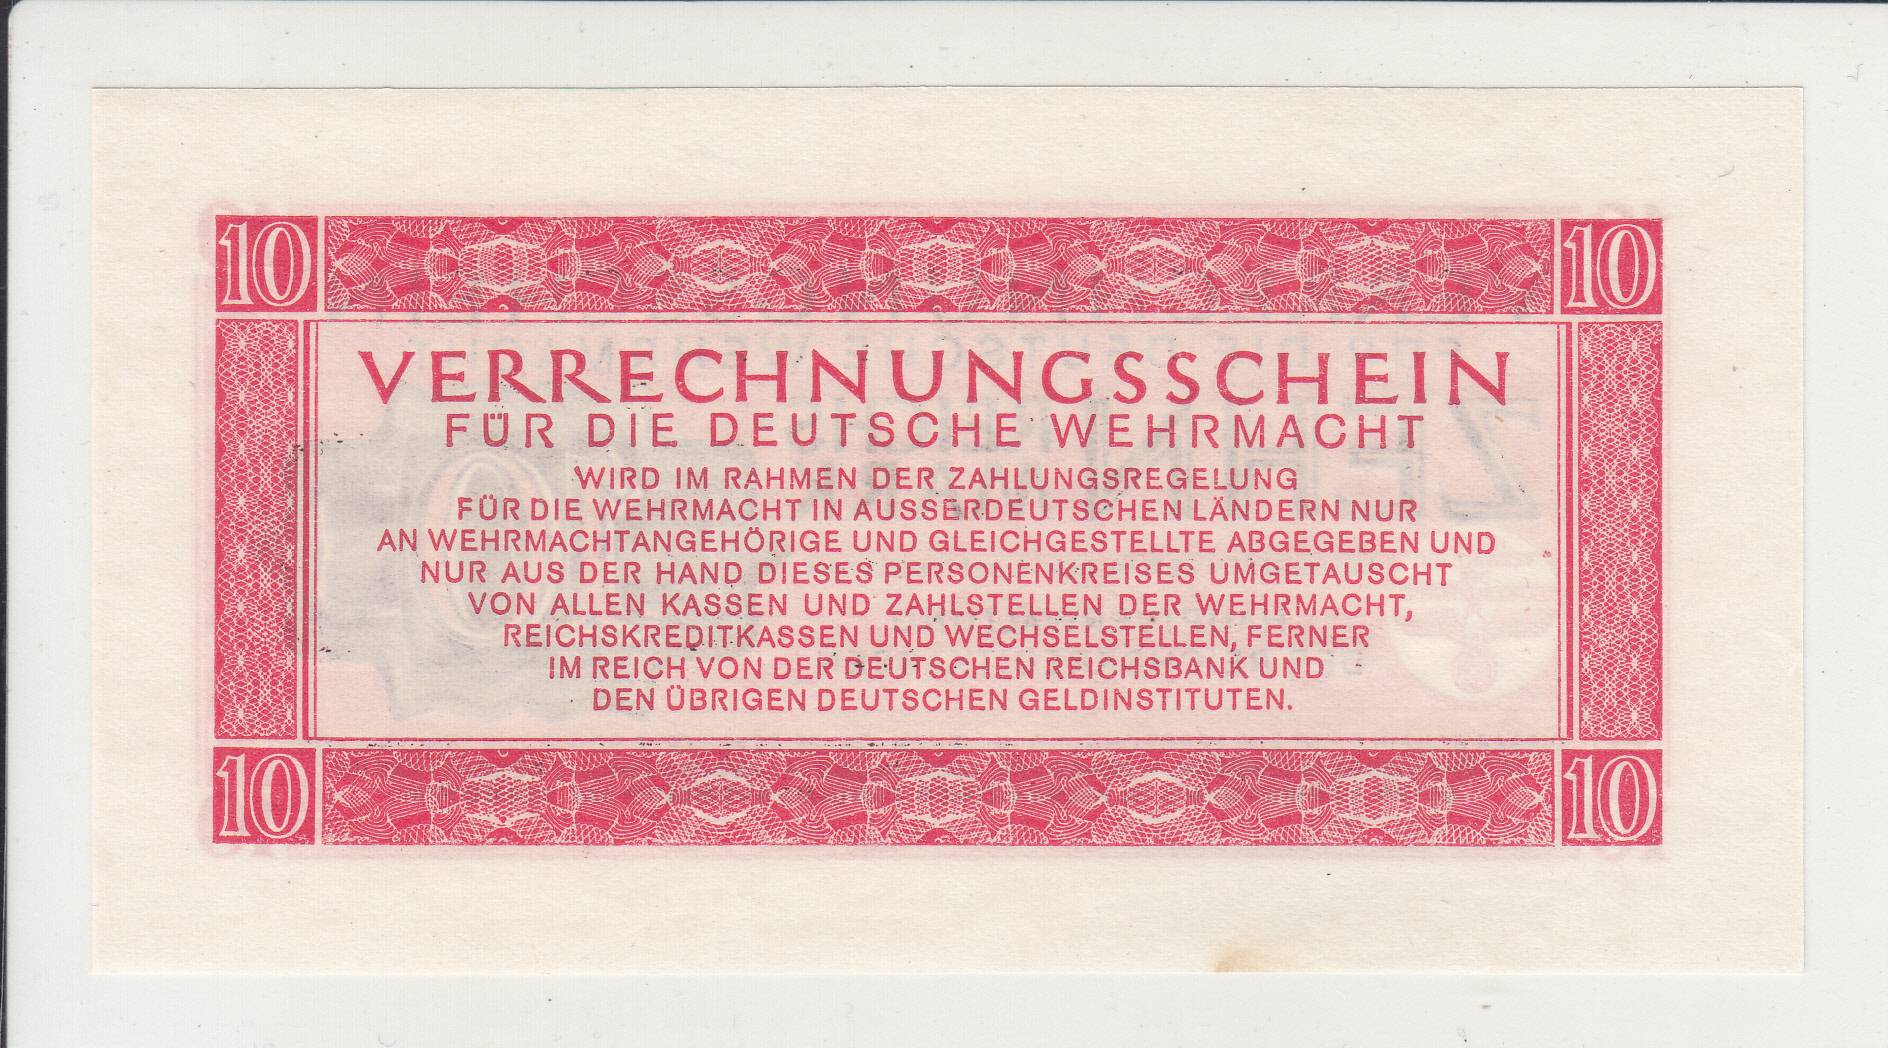 10 10
VERRECHNUNGSSCHEIN
FÜR DIE DEUTSCHE WEHRMACHT
WIRD IM RAHMEN DER ZAHLUNGSREGELUNG
FÜR DIE WEHRMACHT IN AUSSERDEUTSCHEN LÄNDERN NUR
AN WEHRMACHTANGEHÖRIGE UND GLEICHGESTELLTE ABGEGEBEN UND
NUR AUS DER HAND DIESES PERSONENKREISES UMGETAUSCHT
VON ALLEN KASSEN UND ZAHLSTELLEN DER WEHRMACHT,
REICHSKREDITKASSEN UND WECHSELSTELLEN, FERNER
IM REICH VON DER DEUTSCHEN REICHSBANK UND
DEN ÜBRIGEN DEUTSCHEN GELDINSTITUTEN.
10 10